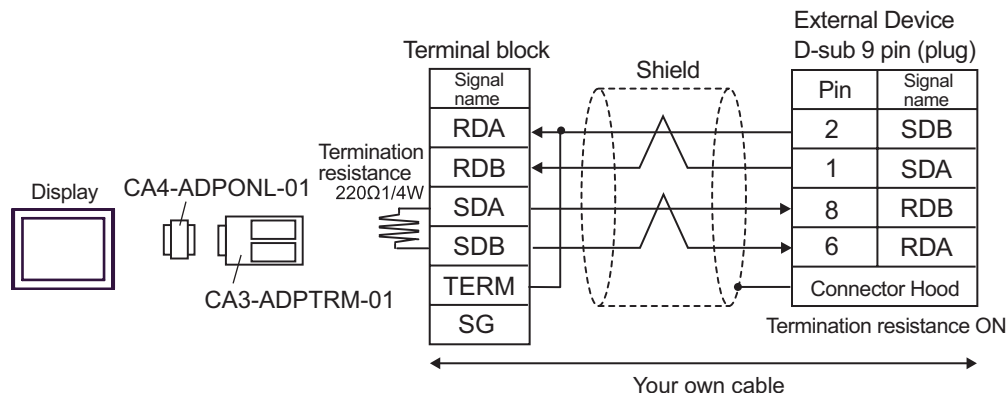 External Device
D-sub 9 pin (plug)
Terminal block
Shield
Signal
name
Pin
Signal
name
RDA
2
SDB
RDB
1
SDA
Termination
resistance
220Ω1/4W
Display
CA4-ADPONL-01
SDA
8
RDB
SDB
6
RDA
CA3-ADPTRM-01
TERM
Connector Hood
SG
Termination resistance ON
Your own cable